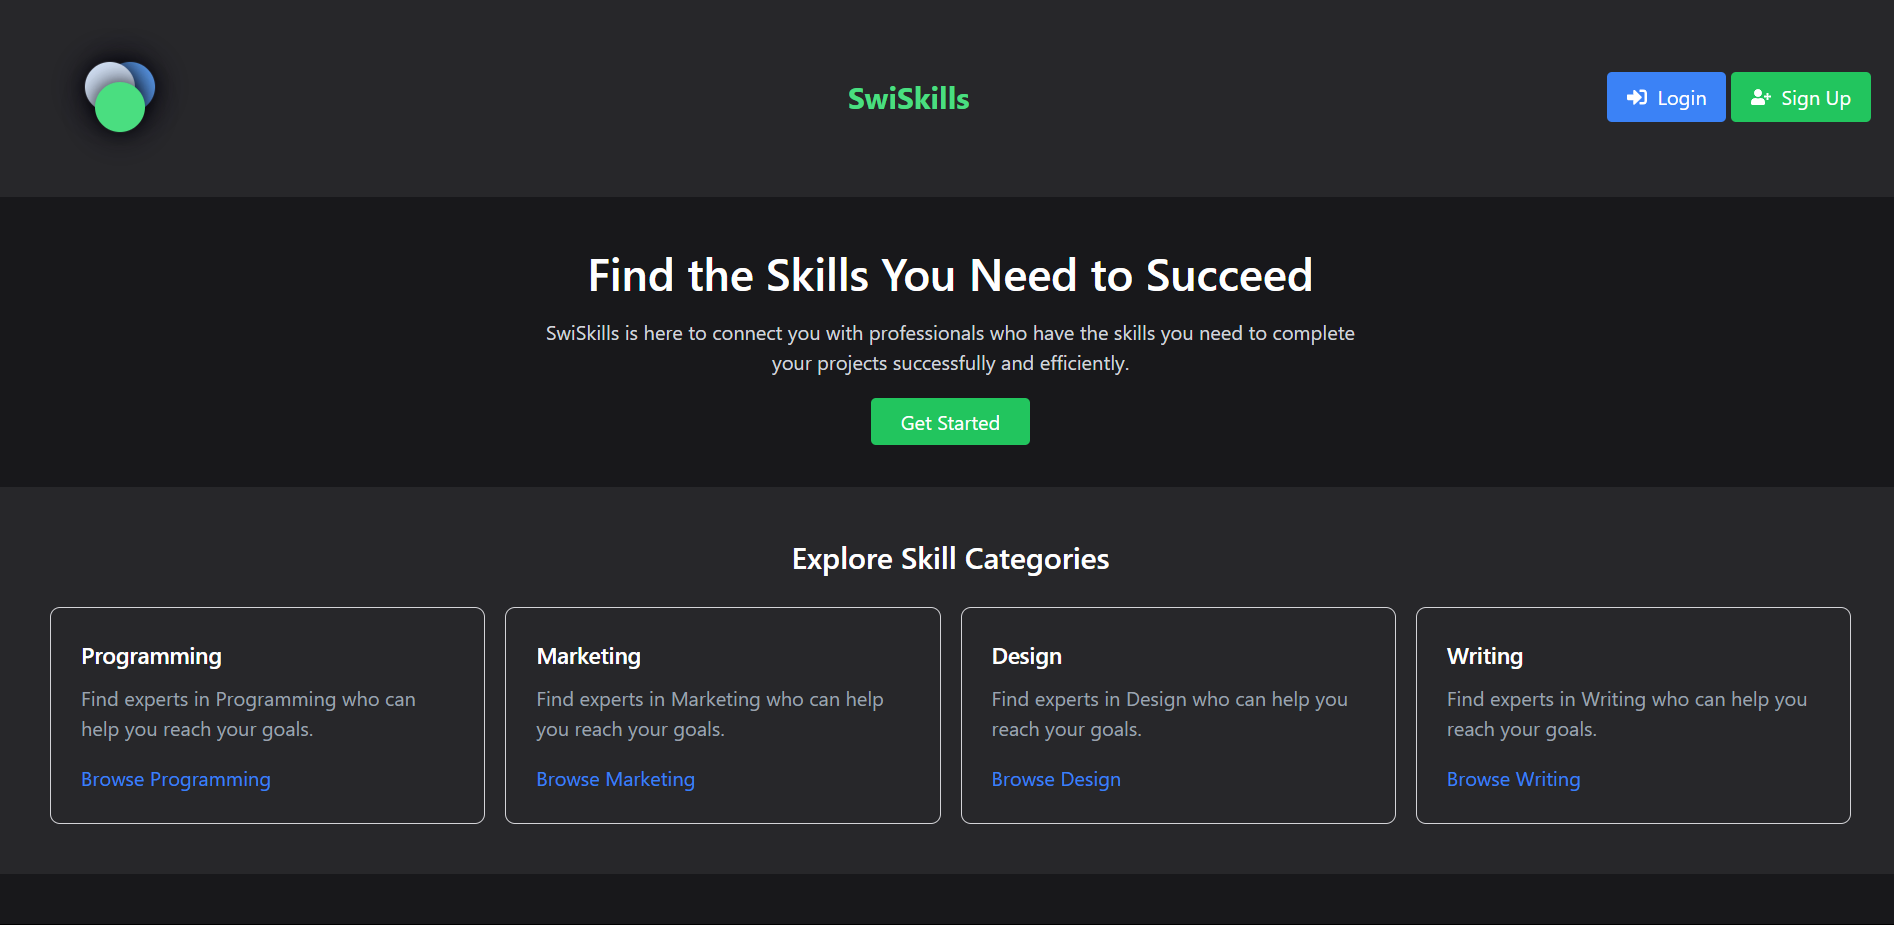 SwiSkills
Login
Sign Up
Find the Skills You Need to Succeed
SwiSkills is here to connect you with professionals who have the skills you need to complete
your projects successfully and efficiently.
Get Started
Explore Skill Categories
Programming
Find experts in Programming who can
help you reach your goals.
Browse Programming
Marketing
Find experts in Marketing who can help
you reach your goals.
Browse Marketing
Design
Find experts in Design who can help you
reach your goals.
Browse Design
Writing
Find experts in Writing who can help you
reach your goals.
Browse Writing